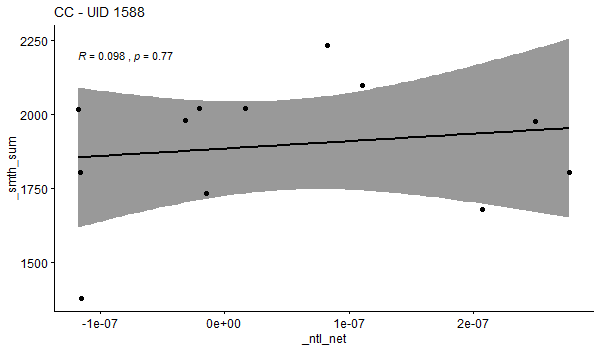 CC - UID 1588
R = 0.098 , p = 0.77
2250
2000
1750
1500
_smth_sum
-1e-07
0e+00
1e-07
2e-07
_ntl_net